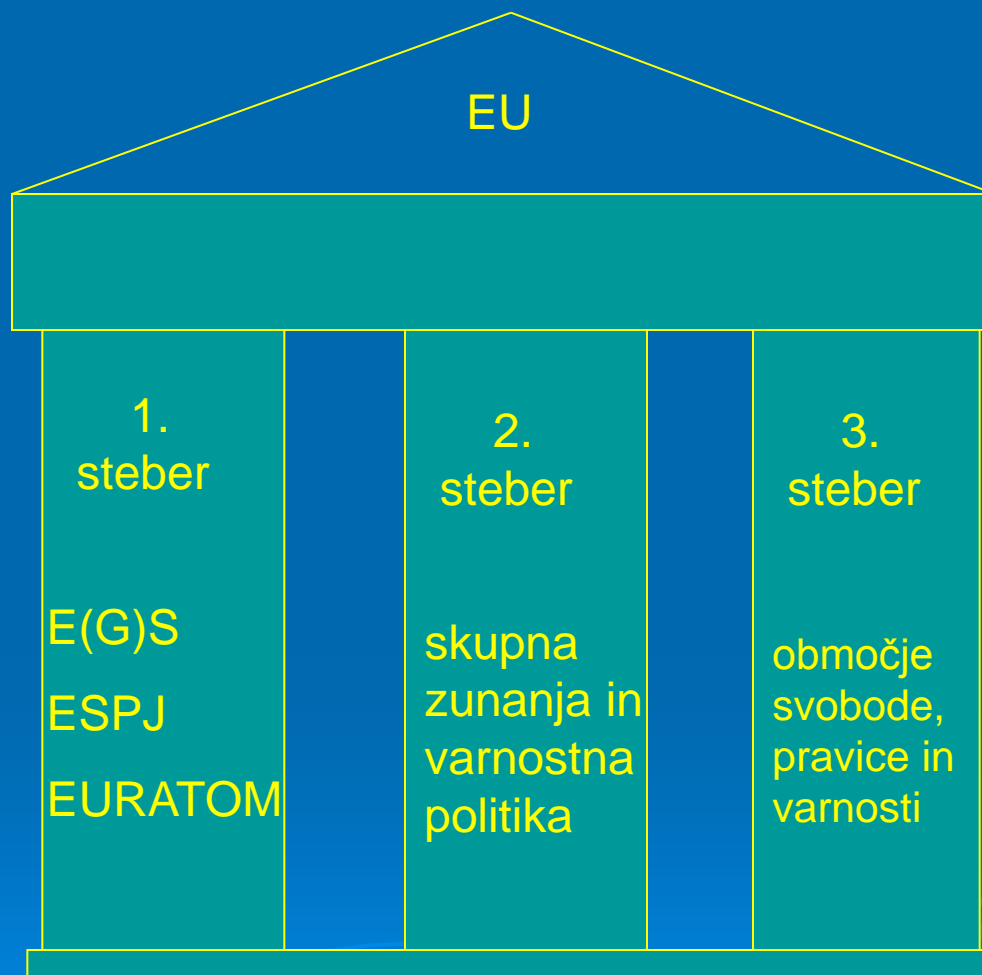 EU
1.
steber
E(G)S
ESPJ
EURATOM
2.
steber
skupna
zunanja in
varnostna
politika
3.
steber
območje
svobode,
pravice in
varnosti